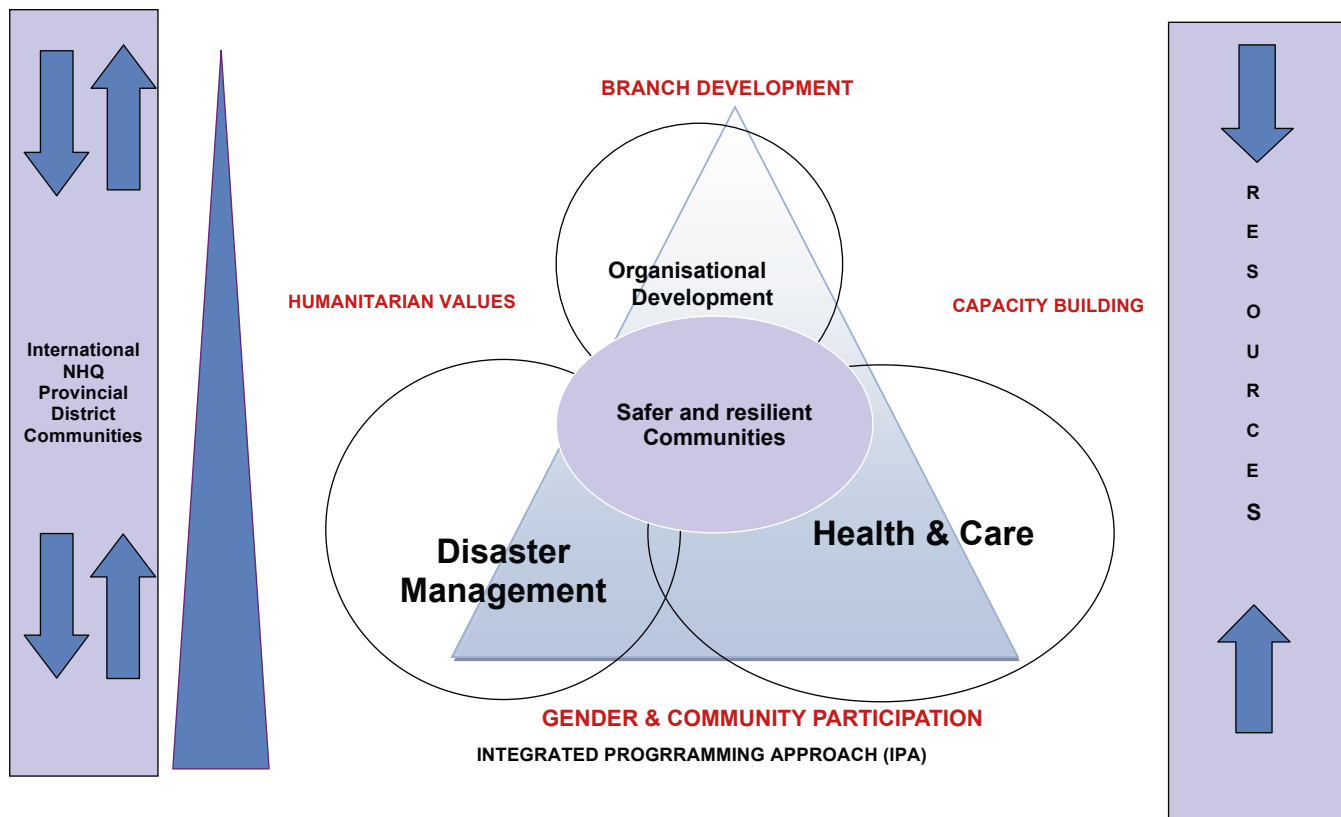 BRANCH DEVELOPMENT
Organisational
Development
HUMANITARIAN VALUES
CAPACITY BUILDING
International
NHQ
Provincial
District
Communities
Safer and resilient
Communities
Disaster
Management
Health & Care
GENDER & COMMUNITY PARTICIPATION
INTEGRATED PROGRRAMMING APPROACH (IPA)
R
E
S
O
U
R
C
E
S